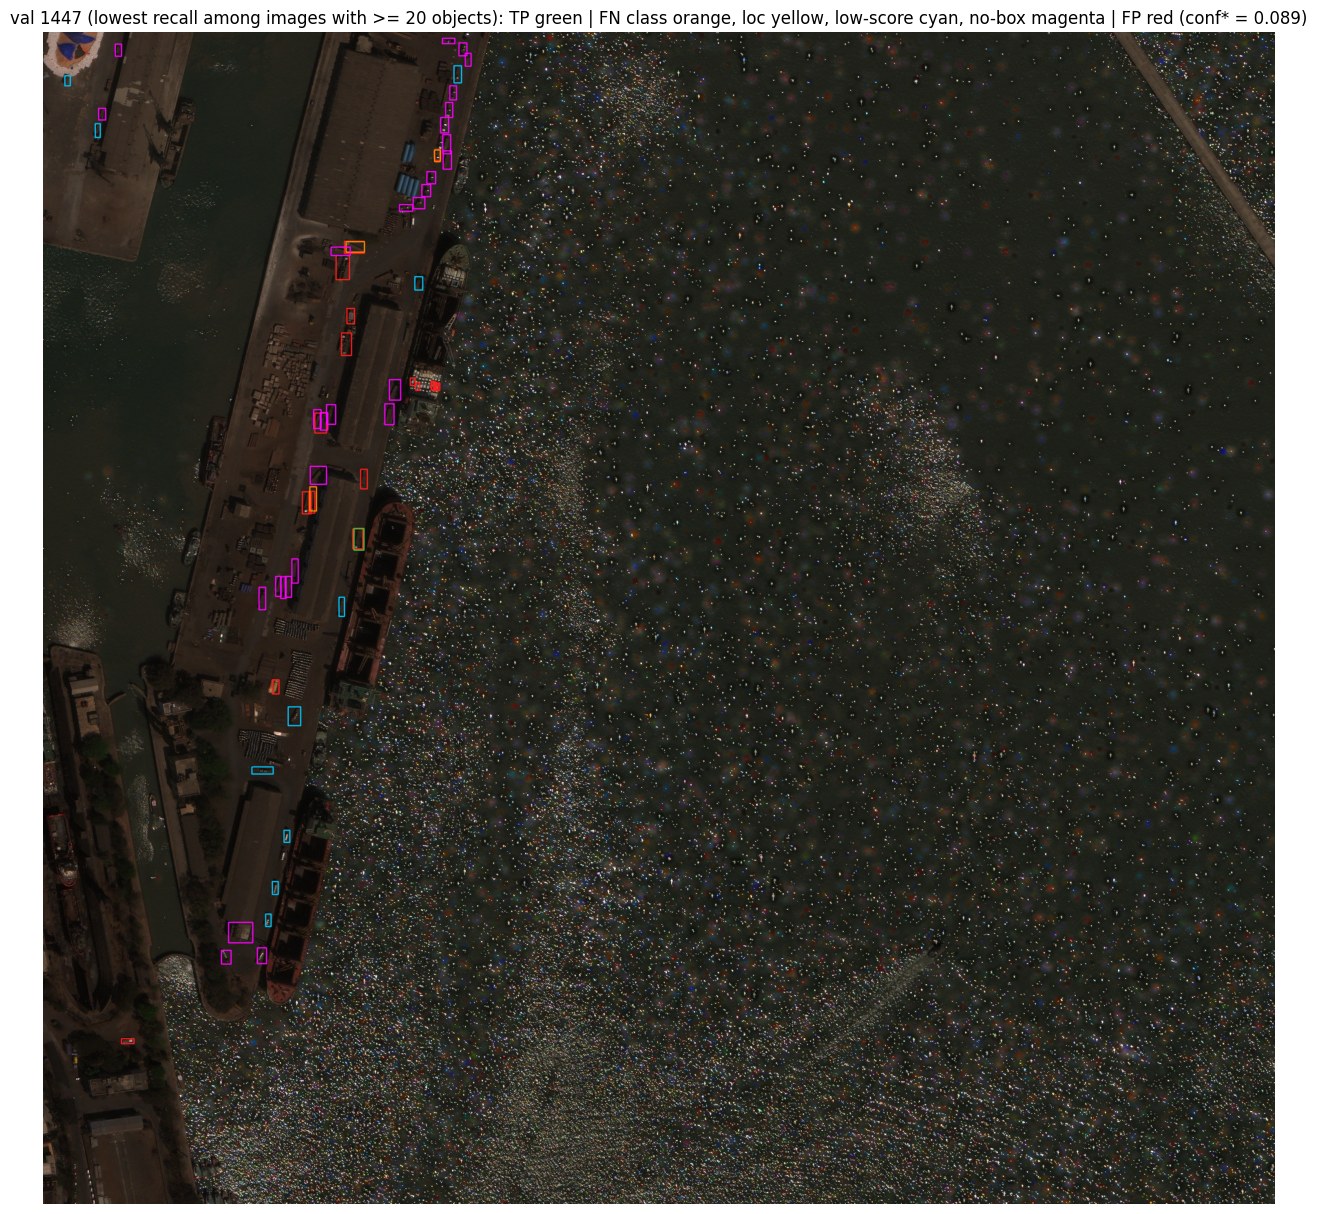 val 1447 (lowest recall among images with >= 20 objects): TP green | FN class orange, loc yellow, low-score cyan, no-box magenta | FP red (conf* = 0.089)